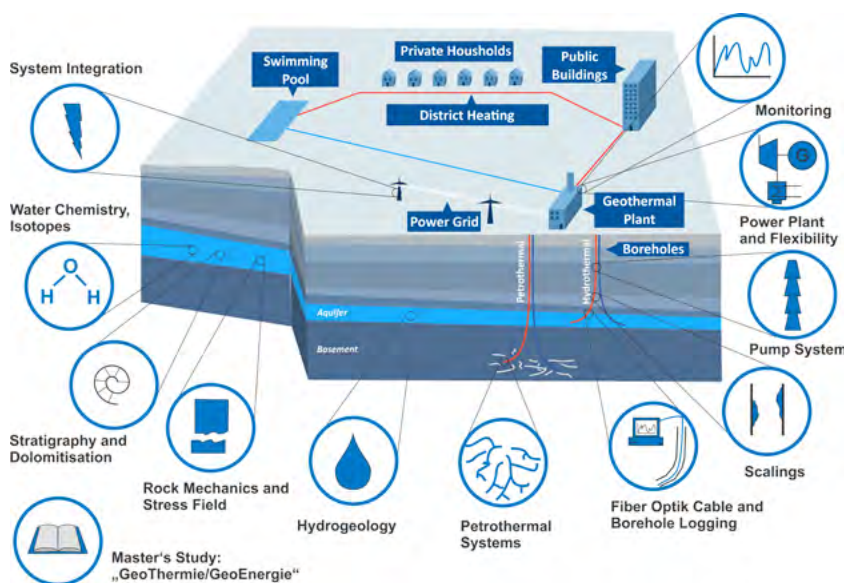 System Integration
Swimming
Pool
Private Housholds
Public
Buildings
District Heating
Monitoring
G
Power Plant
and Flexibility
Water Chemistry,
Isotopes
O
H H
Power Grid
Geothermal
Plant
Boreholes
Petrothermal
Hydrothermal
Aquifer
Basement
Pump System
Stratigraphy and
Dolomitisation
Rock Mechanics and
Stress Field
Hydrogeology
Petrothermal
Systems
Fiber Optik Cable and
Borehole Logging
Scalings
Master's Study:
„GeoThermie/GeoEnergie“